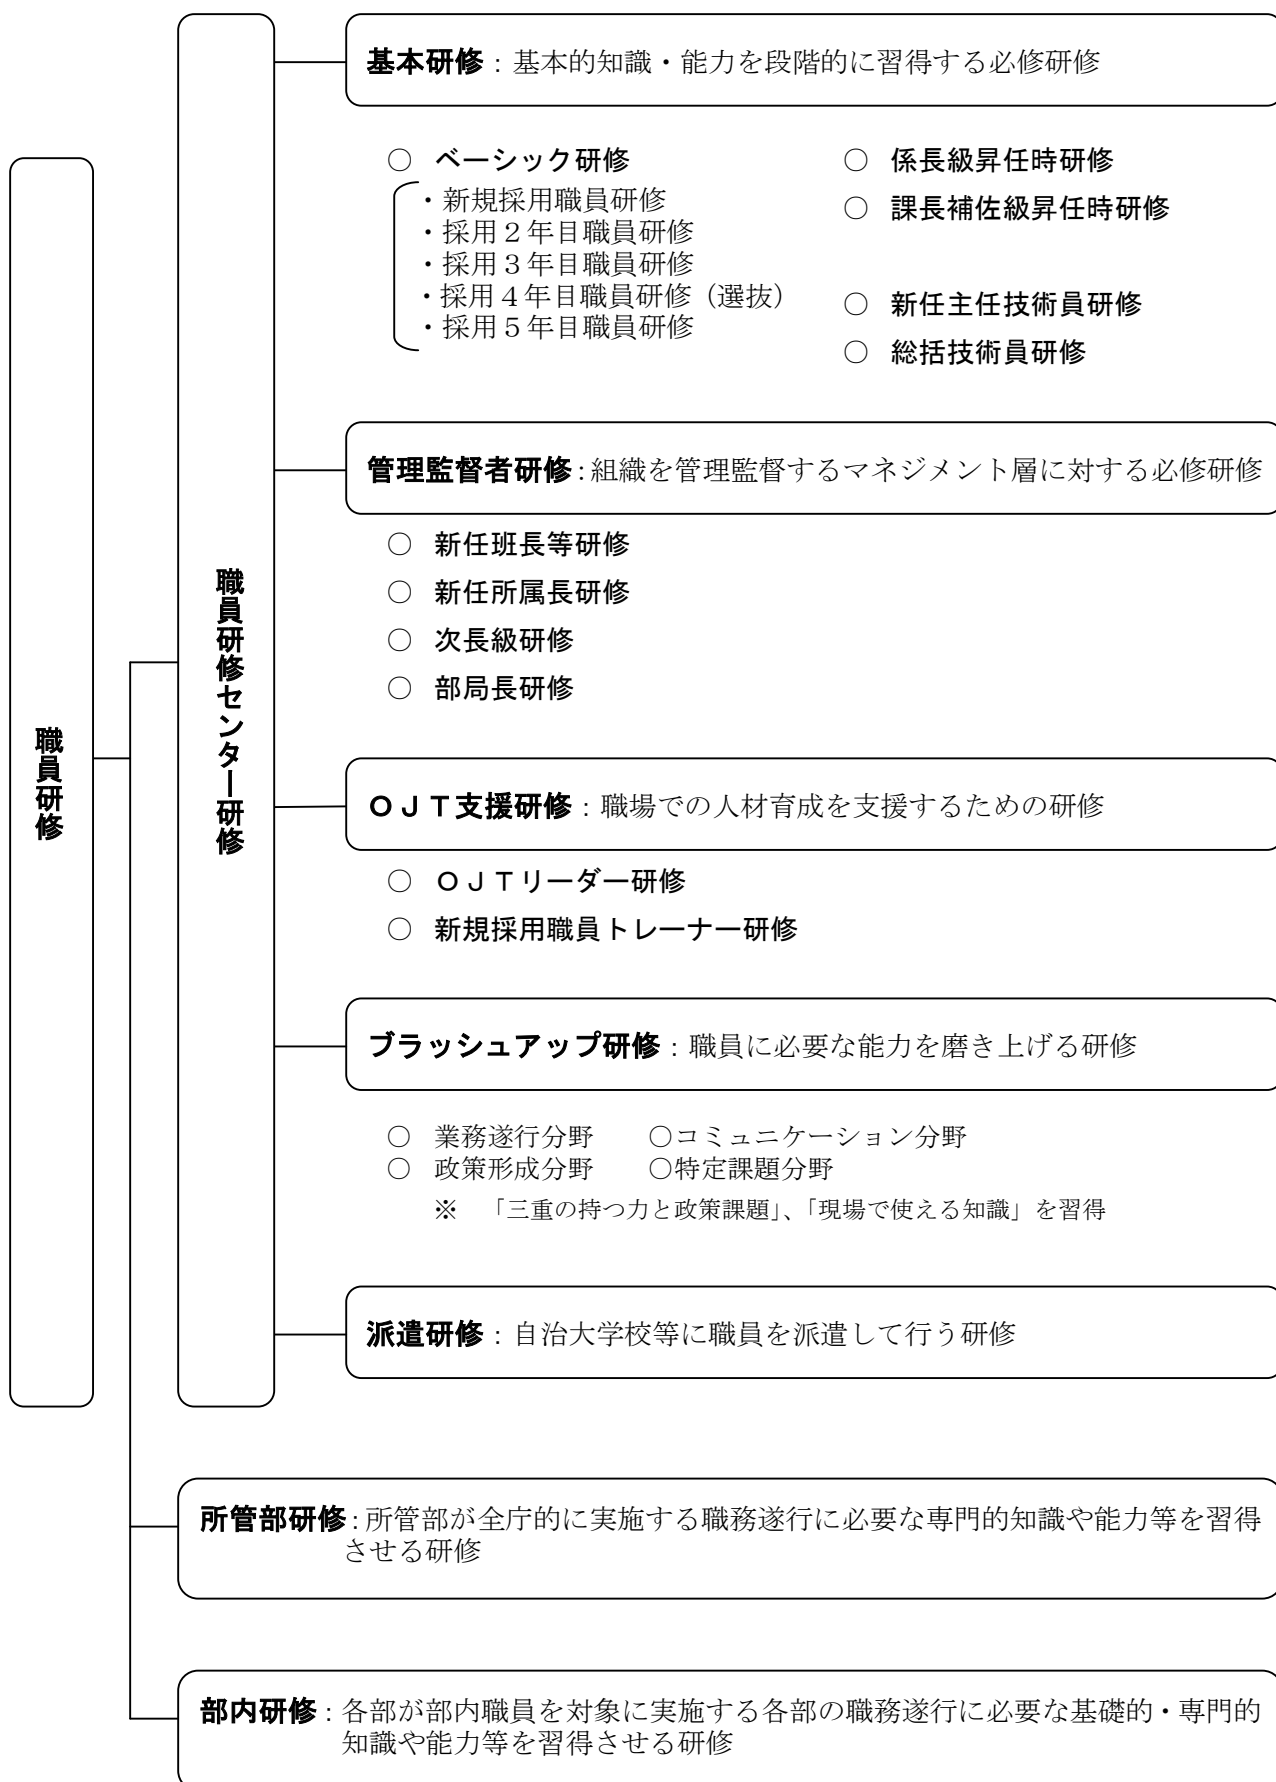 職員研修
職員研修センター研修
基本研修：基本的知識・能力を段階的に習得する必修研修
○　ベーシック研修
・新規採用職員研修
・採用２年目職員研修
・採用３年目職員研修
・採用４年目職員研修（選抜）
・採用５年目職員研修
○　係長級昇任時研修
○　課長補佐級昇任時研修
○　新任主任技術員研修
○　総括技術員研修
管理監督者研修：組織を管理監督するマネジメント層に対する必修研修
○　新任班長等研修
○　新任所属長研修
○　次長級研修
○　部局長研修
ＯＪＴ支援研修：職場での人材育成を支援するための研修
○　ＯＪＴリーダー研修
○　新規採用職員トレーナー研修
ブラッシュアップ研修：職員に必要な能力を磨き上げる研修
○　業務遂行分野　　○コミュニケーション分野
○　政策形成分野　　○特定課題分野
※　「三重の持つ力と政策課題」、「現場で使える知識」を習得
派遣研修：自治大学校等に職員を派遣して行う研修
所管部研修：所管部が全庁的に実施する職務遂行に必要な専門的知識や能力等を習得
させる研修
部内研修：各部が部内職員を対象に実施する各部の職務遂行に必要な基礎的・専門的
知識や能力等を習得させる研修